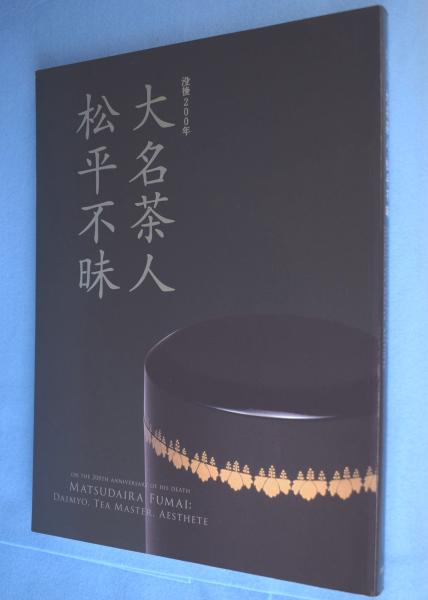 没後200年
大名茶人
松平不昧
ON THE 200TH ANNIVERSARY OF HIS DEATH
MATSUDAIRA FUMAI:
DAIMYO, TEA MASTER, AESTHETE